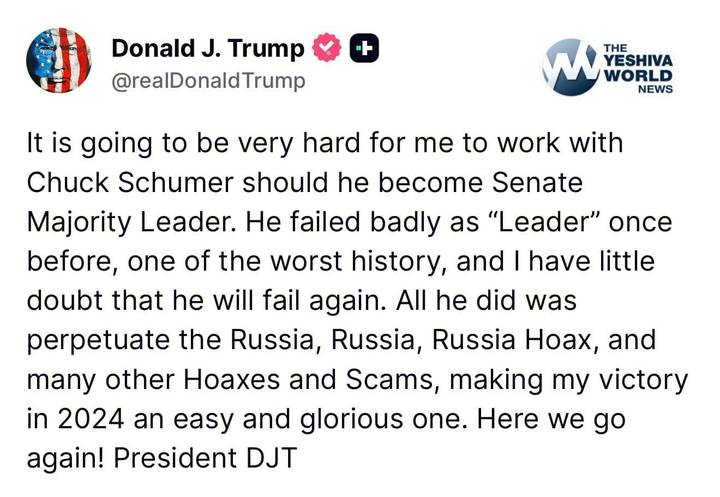 Donald J. Trump
@realDonaldTrump
THE
YESHIVA
WORLD
NEWS
It is going to be very hard for me to work with
Chuck Schumer should he become Senate
Majority Leader. He failed badly as “Leader” once
before, one of the worst history, and I have little
doubt that he will fail again. All he did was
perpetuate the Russia, Russia, Russia Hoax, and
many other Hoaxes and Scams, making my victory
in 2024 an easy and glorious one. Here we go
again! President DJT